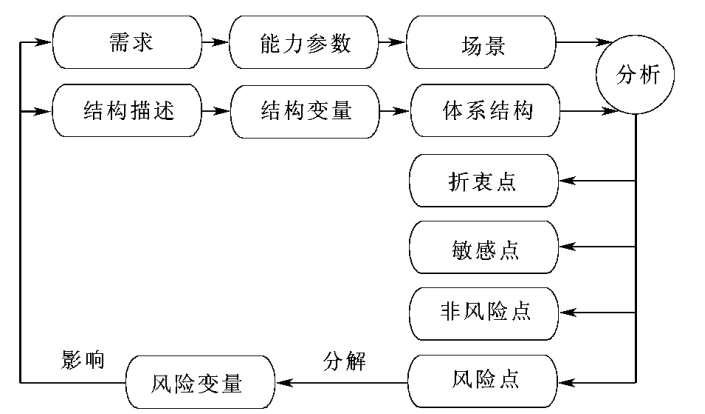 需求
能力参数
场景
分析
结构描述
结构变量
体系结构
折衷点
敏感点
非风险点
影响
分解
风险变量
风险点